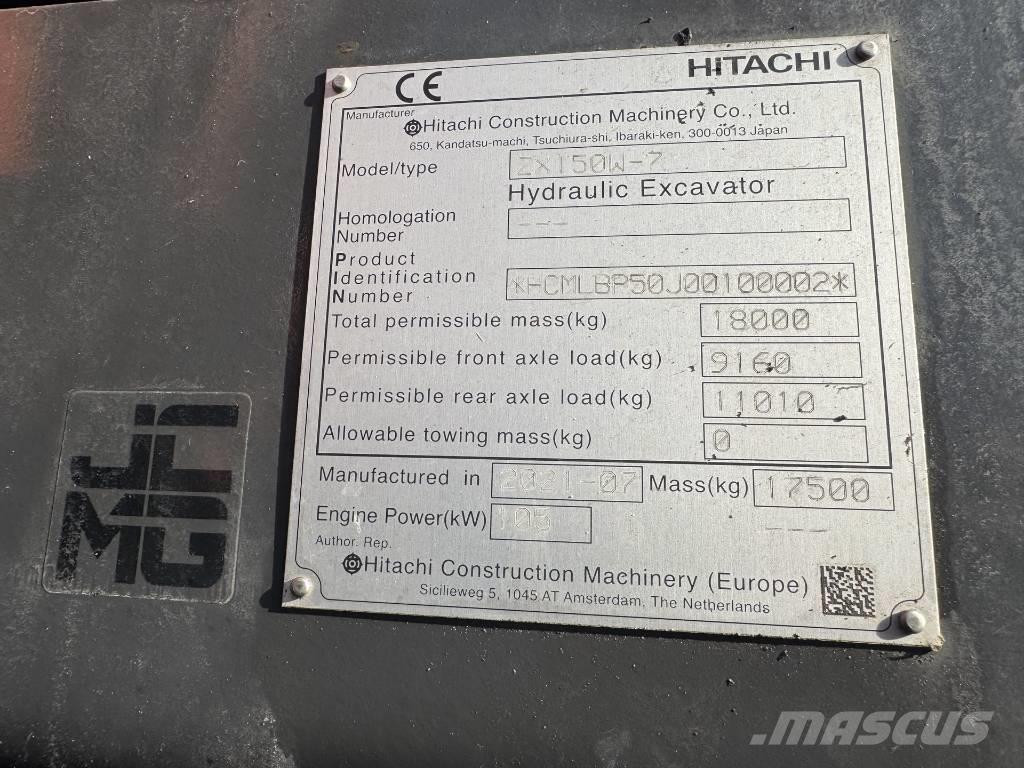 CE HITACHI
Manufacturer
Hitachi Construction Machinery Co., Ltd.
650, Kandatsu-machi, Tsuchiura-shi, Ibaraki-ken, 300-0013 Japan
Model/type ZX150W-7
Hydraulic Excavator
Homologation
Number ---
Product
Identification
Number *HCMLBP50J00100002*
Total permissible mass(kg) 18000
Permissible front axle load(kg) 9160
Permissible rear axle load(kg) 11010
Allowable towing mass(kg) 0
Manufactured in 2021-07 Mass(kg) 17500
Engine Power(kW) 105 ---
Author. Rep.
Hitachi Construction Machinery (Europe)
Sicilieweg 5, 1045 AT Amsterdam, The Netherlands
JC
MG
MASCUS